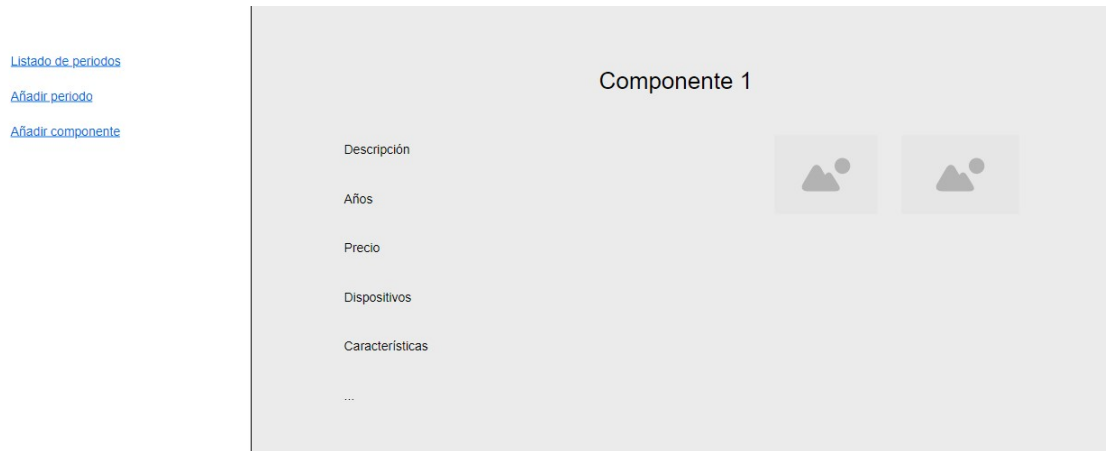 Listado de periodos
Añadir periodo
Añadir componente
Componente 1
Descripción
Años
Precio
Dispositivos
Características
...